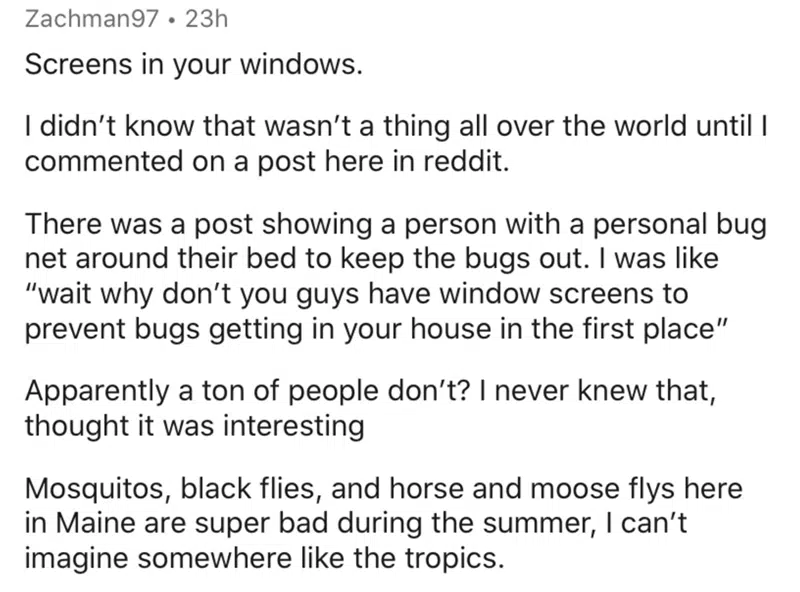 Zachman97 • 23h
Screens in your windows.
I didn’t know that wasn’t a thing all over the world until I
commented on a post here in reddit.
There was a post showing a person with a personal bug
net around their bed to keep the bugs out. I was like
“wait why don’t you guys have window screens to
prevent bugs getting in your house in the first place”
Apparently a ton of people don’t? I never knew that,
thought it was interesting
Mosquitos, black flies, and horse and moose flys here
in Maine are super bad during the summer, I can’t
imagine somewhere like the tropics.